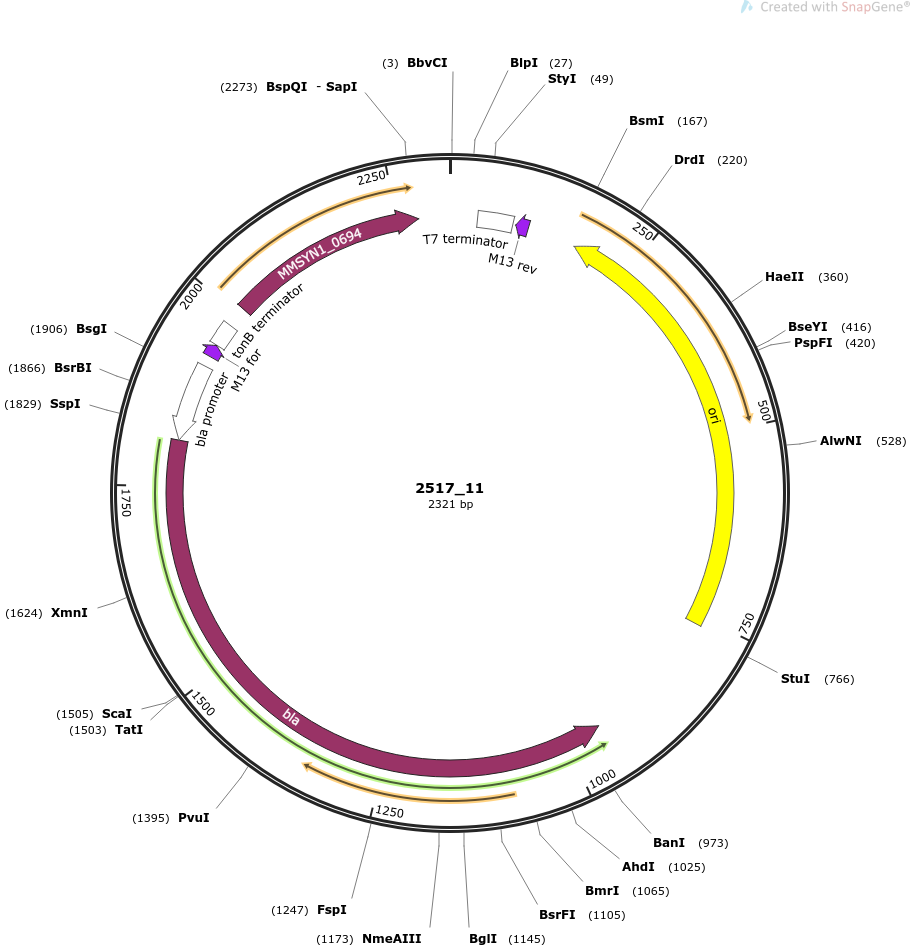 Created with SnapGene®
(3) BbvCI
BlpI (27)
StyI (49)
(2273) BspQI - SapI
BsmI (167)
DrdI (220)
2250
250
T7 terminator
M13 rev
MMSYN1_0694
HaeII (360)
2000
tonB terminator
M13 for
bla promoter
(1906) BsgI
BseYI (416)
PspFI (420)
(1866) BsrBI
(1829) SspI
500
ori
AlwNI (528)
2517_11
2321 bp
1750
(1624) XmnI
750
StuI (766)
1500
(1505) ScaI
(1503) TatI
bla
1000
(1395) PvuI
1250
BanI (973)
AhdI (1025)
BmrI (1065)
(1247) FspI
BsrFI (1105)
(1173) NmeAIII
BglI (1145)